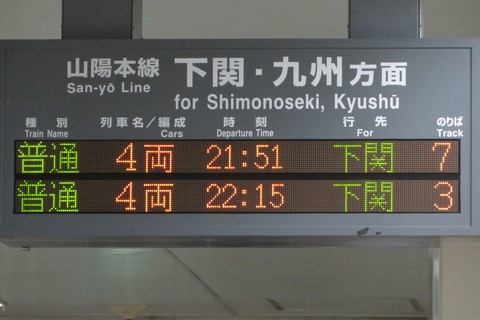 山陽本線 下関・九州方面
San-yō Line for Shimonoseki, Kyushū
種別 列車名/編成 時刻 行先 のりば
Train Name Cars Departure Time For Track
普通 4両 21:51 下関 7
普通 4両 22:15 下関 3